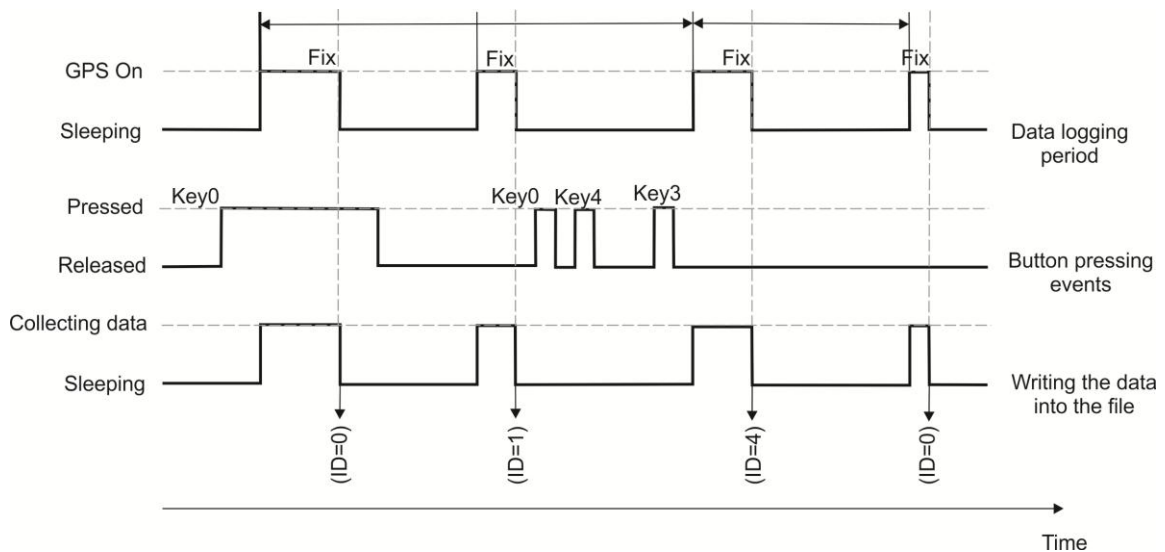 Fix Fix Fix Fix
GPS On
Sleeping
Data logging
period
Key0 Key0 Key4 Key3
Pressed
Released
Button pressing
events
Collecting data
Sleeping
Writing the data
into the file
(ID=0) (ID=1) (ID=4) (ID=0)
Time